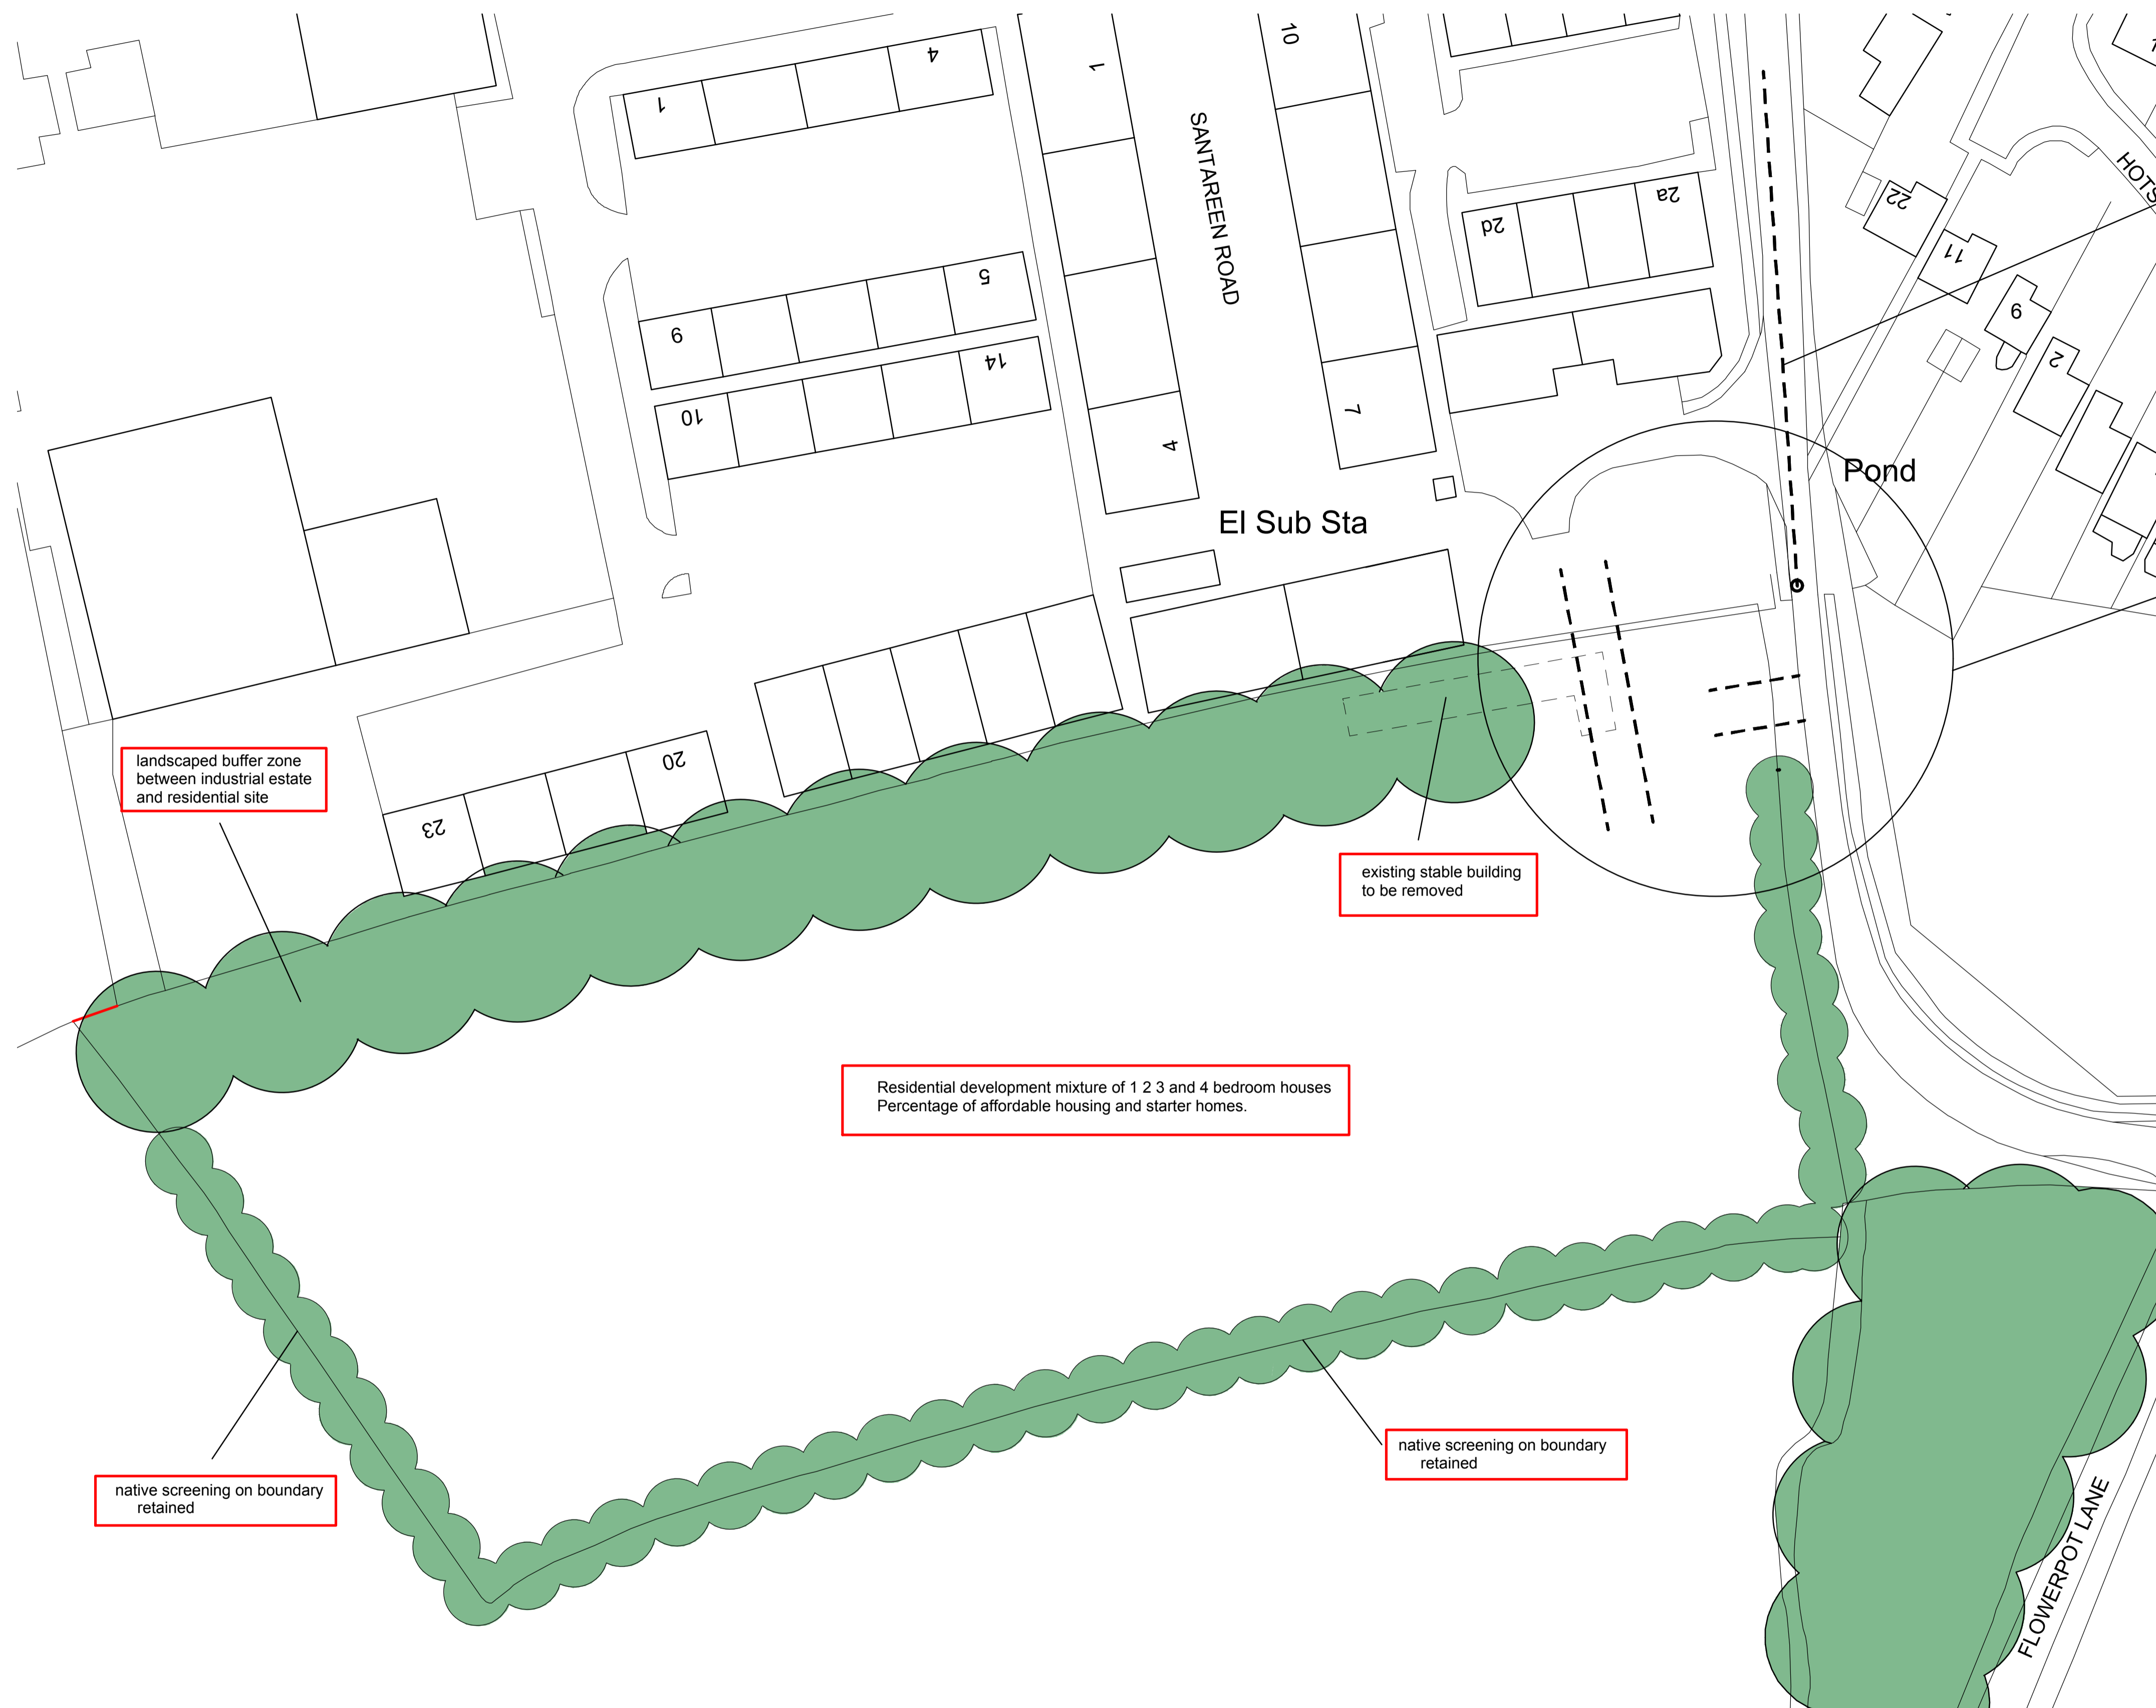 4
1
1
10
SANTAREEN ROAD
2a
2d
22
11
9
2
5
9
14
10
4
7
Pond
El Sub Sta
20
23
landscaped buffer zone
between industrial estate
and residential site
existing stable building
to be removed
Residential development mixture of 1 2 3 and 4 bedroom houses
Percentage of affordable housing and starter homes.
native screening on boundary
retained
native screening on boundary
retained
FLOWERPOT LANE